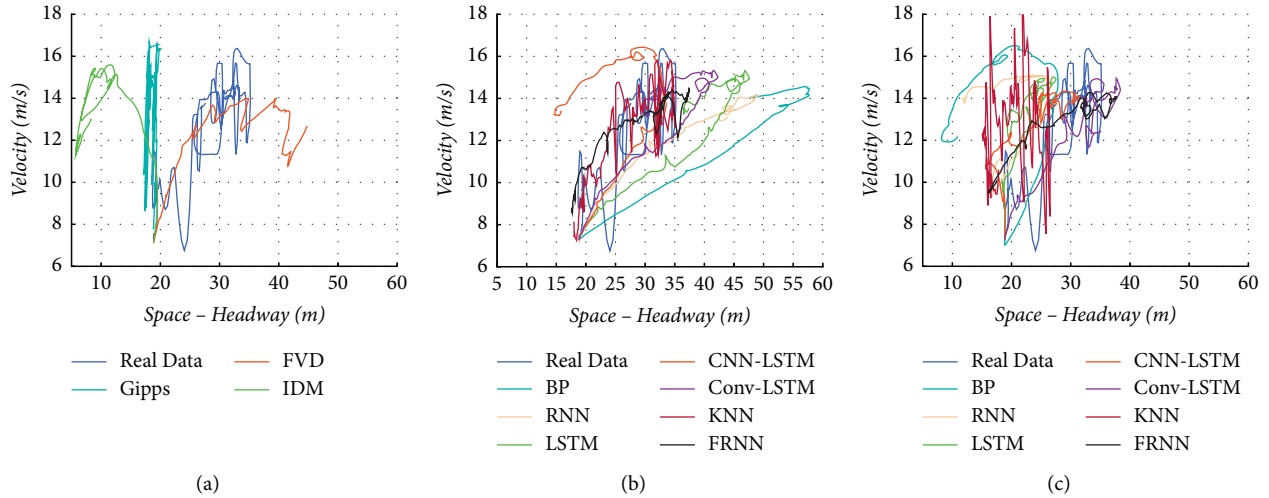 18
16
14
12
10
8
6
Velocity (m/s)
10 20 30 40 50 60
Space – Headway (m)
Real Data
Gipps
FVD
IDM
(a)
18
16
14
12
10
8
6
Velocity (m/s)
5 10 15 20 25 30 35 40 45 50 55 60
Space – Headway (m)
Real Data
BP
RNN
LSTM
CNN-LSTM
Conv-LSTM
KNN
FRNN
(b)
18
16
14
12
10
8
6
Velocity (m/s)
10 20 30 40 50 60
Space – Headway (m)
Real Data
BP
RNN
LSTM
CNN-LSTM
Conv-LSTM
KNN
FRNN
(c)